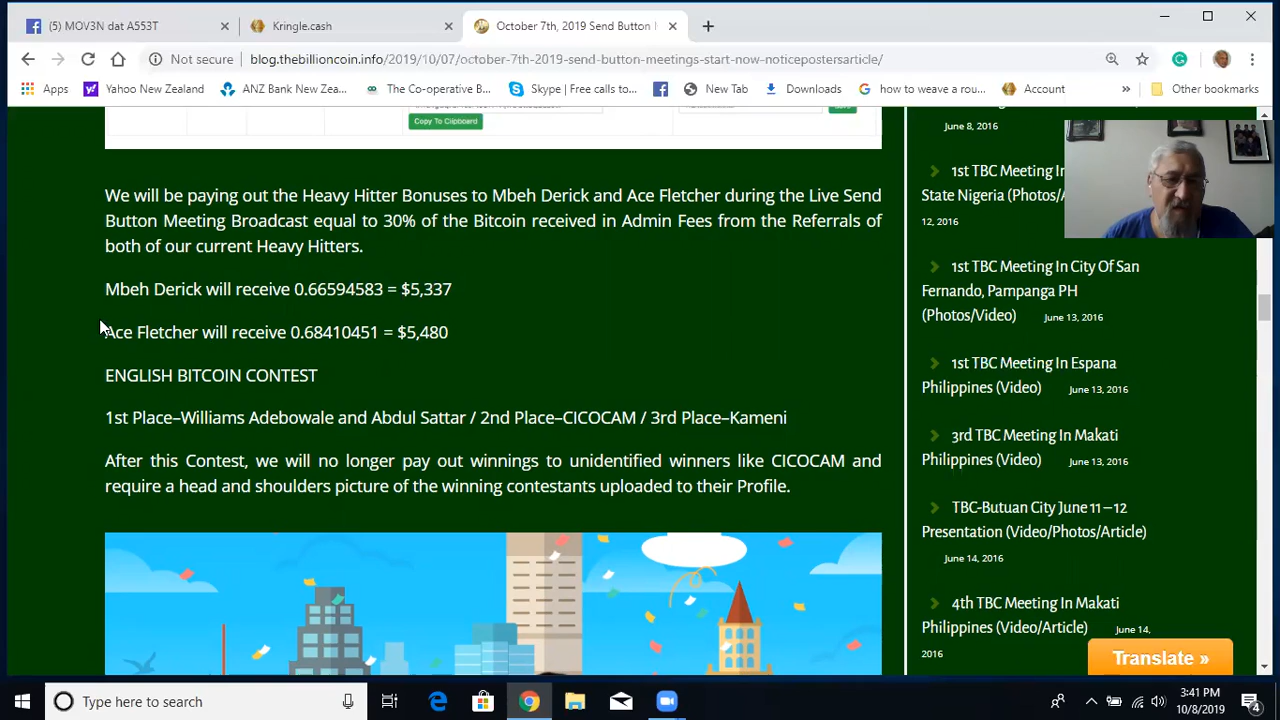 (5) MOV3N dat A553T
Kringle.cash
October 7th, 2019 Send Button I
Not secure
blog.thebillioncoin.info/2019/10/07/october-7th-2019-send-button-meetings-start-now-noticepostersarticle/
Apps
Yahoo New Zealand
ANZ Bank New Zea...
The Co-operative B...
Skype | Free calls to...
New Tab
Downloads
how to weave a rou...
Account
»
Other bookmarks
Copy To Clipboard
We will be paying out the Heavy Hitter Bonuses to Mbeh Derick and Ace Fletcher during the Live Send
Button Meeting Broadcast equal to 30% of the Bitcoin received in Admin Fees from the Referrals of
both of our current Heavy Hitters.
Mbeh Derick will receive 0.66594583 = $5,337
Ace Fletcher will receive 0.68410451 = $5,480
ENGLISH BITCOIN CONTEST
1st Place–Williams Adebowale and Abdul Sattar / 2nd Place–CICOCAM / 3rd Place–Kameni
After this Contest, we will no longer pay out winnings to unidentified winners like CICOCAM and
require a head and shoulders picture of the winning contestants uploaded to their Profile.
June 8, 2016
1st TBC Meeting In
State Nigeria (Photos/
12, 2016
1st TBC Meeting In City Of San
Fernando, Pampanga PH
(Photos/Video) June 13, 2016
1st TBC Meeting In Espana
Philippines (Video) June 13, 2016
3rd TBC Meeting In Makati
Philippines (Video) June 13, 2016
TBC-Butuan City June 11 – 12
Presentation (Video/Photos/Article)
June 14, 2016
4th TBC Meeting In Makati
Philippines (Video/Article) June 14,
2016
Translate »
Type here to search
3:41 PM
10/8/2019
4